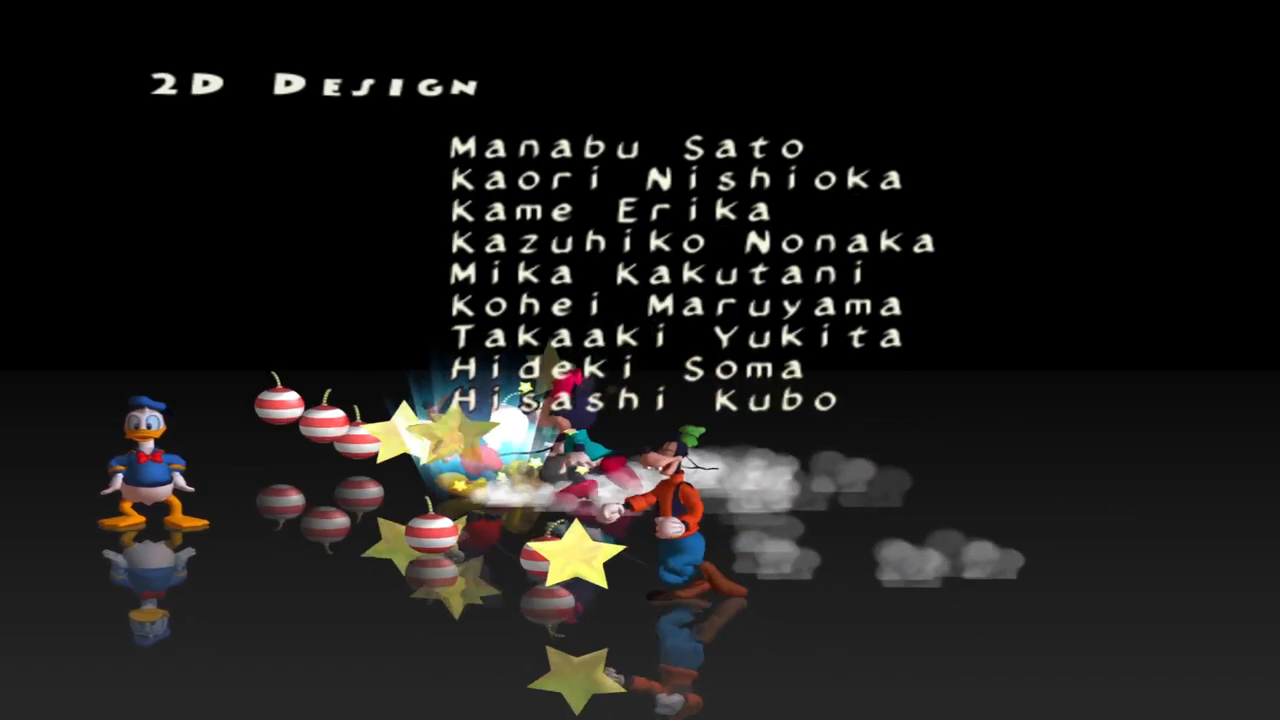 2D Design
Manabu Sato
Kaori Nishioka
Kame Erika
Kazuhiko Nonaka
Mika Kakutani
Kohei Maruyama
Takaaki Yukita
Hideki Soma
Hisashi Kubo